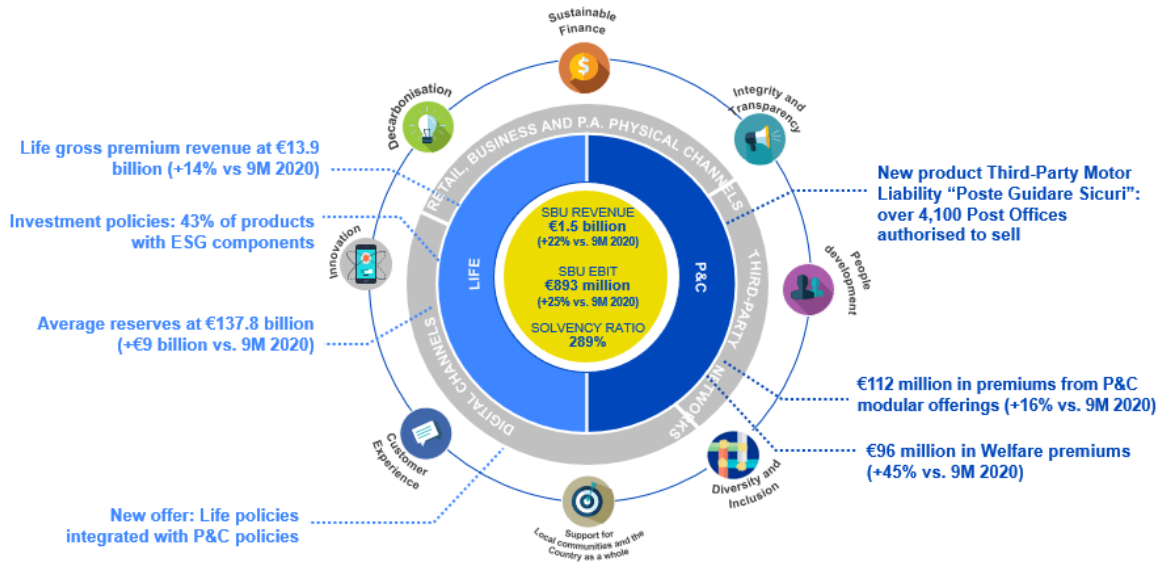 Sustainable
Finance
Integrity and
Transparency
People
development
Diversity and
Inclusion
Support for
Local communities and the
Country as a whole
Customer
Experience
Innovation
Decarbonisation
RETAIL, BUSINESS AND P.A. PHYSICAL CHANNELS
THIRD-PARTY NETWORKS
DIGITAL CHANNELS
LIFE
P&C
SBU REVENUE
€1.5 billion
(+22% vs. 9M 2020)
SBU EBIT
€893 million
(+25% vs. 9M 2020)
SOLVENCY RATIO
289%
Life gross premium revenue at €13.9
billion (+14% vs 9M 2020)
Investment policies: 43% of products
with ESG components
Average reserves at €137.8 billion
(+€9 billion vs. 9M 2020)
New offer: Life policies
integrated with P&C policies
New product Third-Party Motor
Liability “Poste Guidare Sicuri”:
over 4,100 Post Offices
authorised to sell
€112 million in premiums from P&C
modular offerings (+16% vs. 9M 2020)
€96 million in Welfare premiums
(+45% vs. 9M 2020)